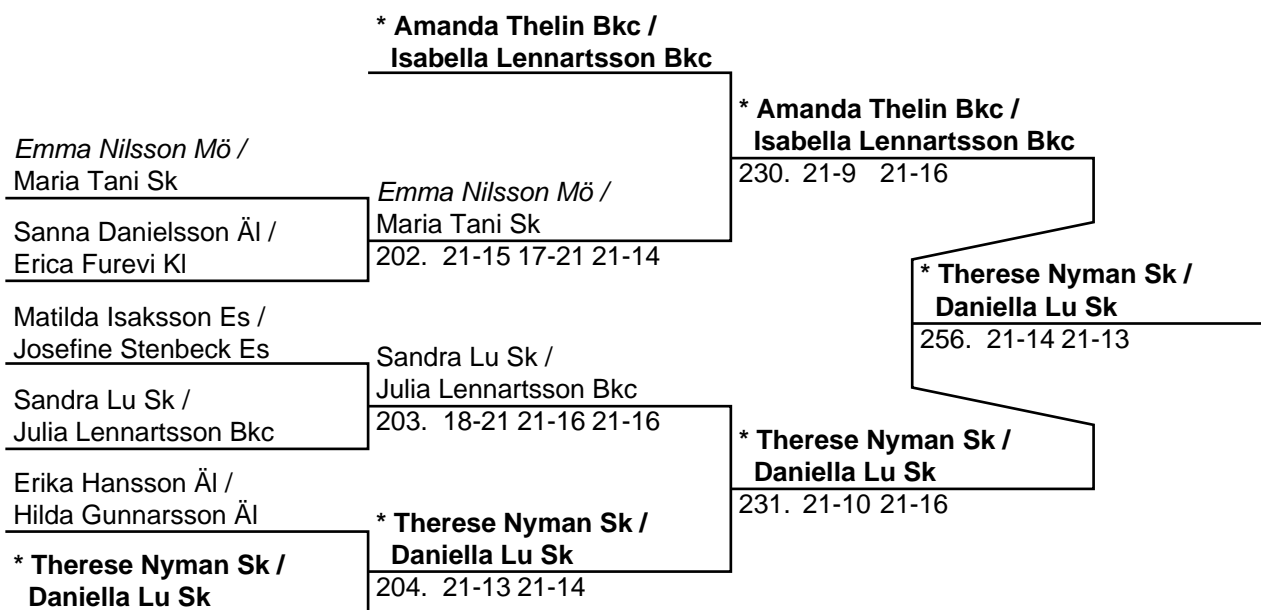 * Amanda Thelin Bkc /
Isabella Lennartsson Bkc
* Amanda Thelin Bkc /
Isabella Lennartsson Bkc
230. 21-9 21-16
Emma Nilsson Mö /
Maria Tani Sk
Emma Nilsson Mö /
Maria Tani Sk
202. 21-15 17-21 21-14
Sanna Danielsson Äl /
Erica Furevi Kl
* Therese Nyman Sk /
Daniella Lu Sk
256. 21-14 21-13
Matilda Isaksson Es /
Josefine Stenbeck Es
Sandra Lu Sk /
Julia Lennartsson Bkc
203. 18-21 21-16 21-16
Sandra Lu Sk /
Julia Lennartsson Bkc
* Therese Nyman Sk /
Daniella Lu Sk
231. 21-10 21-16
Erika Hansson Äl /
Hilda Gunnarsson Äl
* Therese Nyman Sk /
Daniella Lu Sk
204. 21-13 21-14
* Therese Nyman Sk /
Daniella Lu Sk